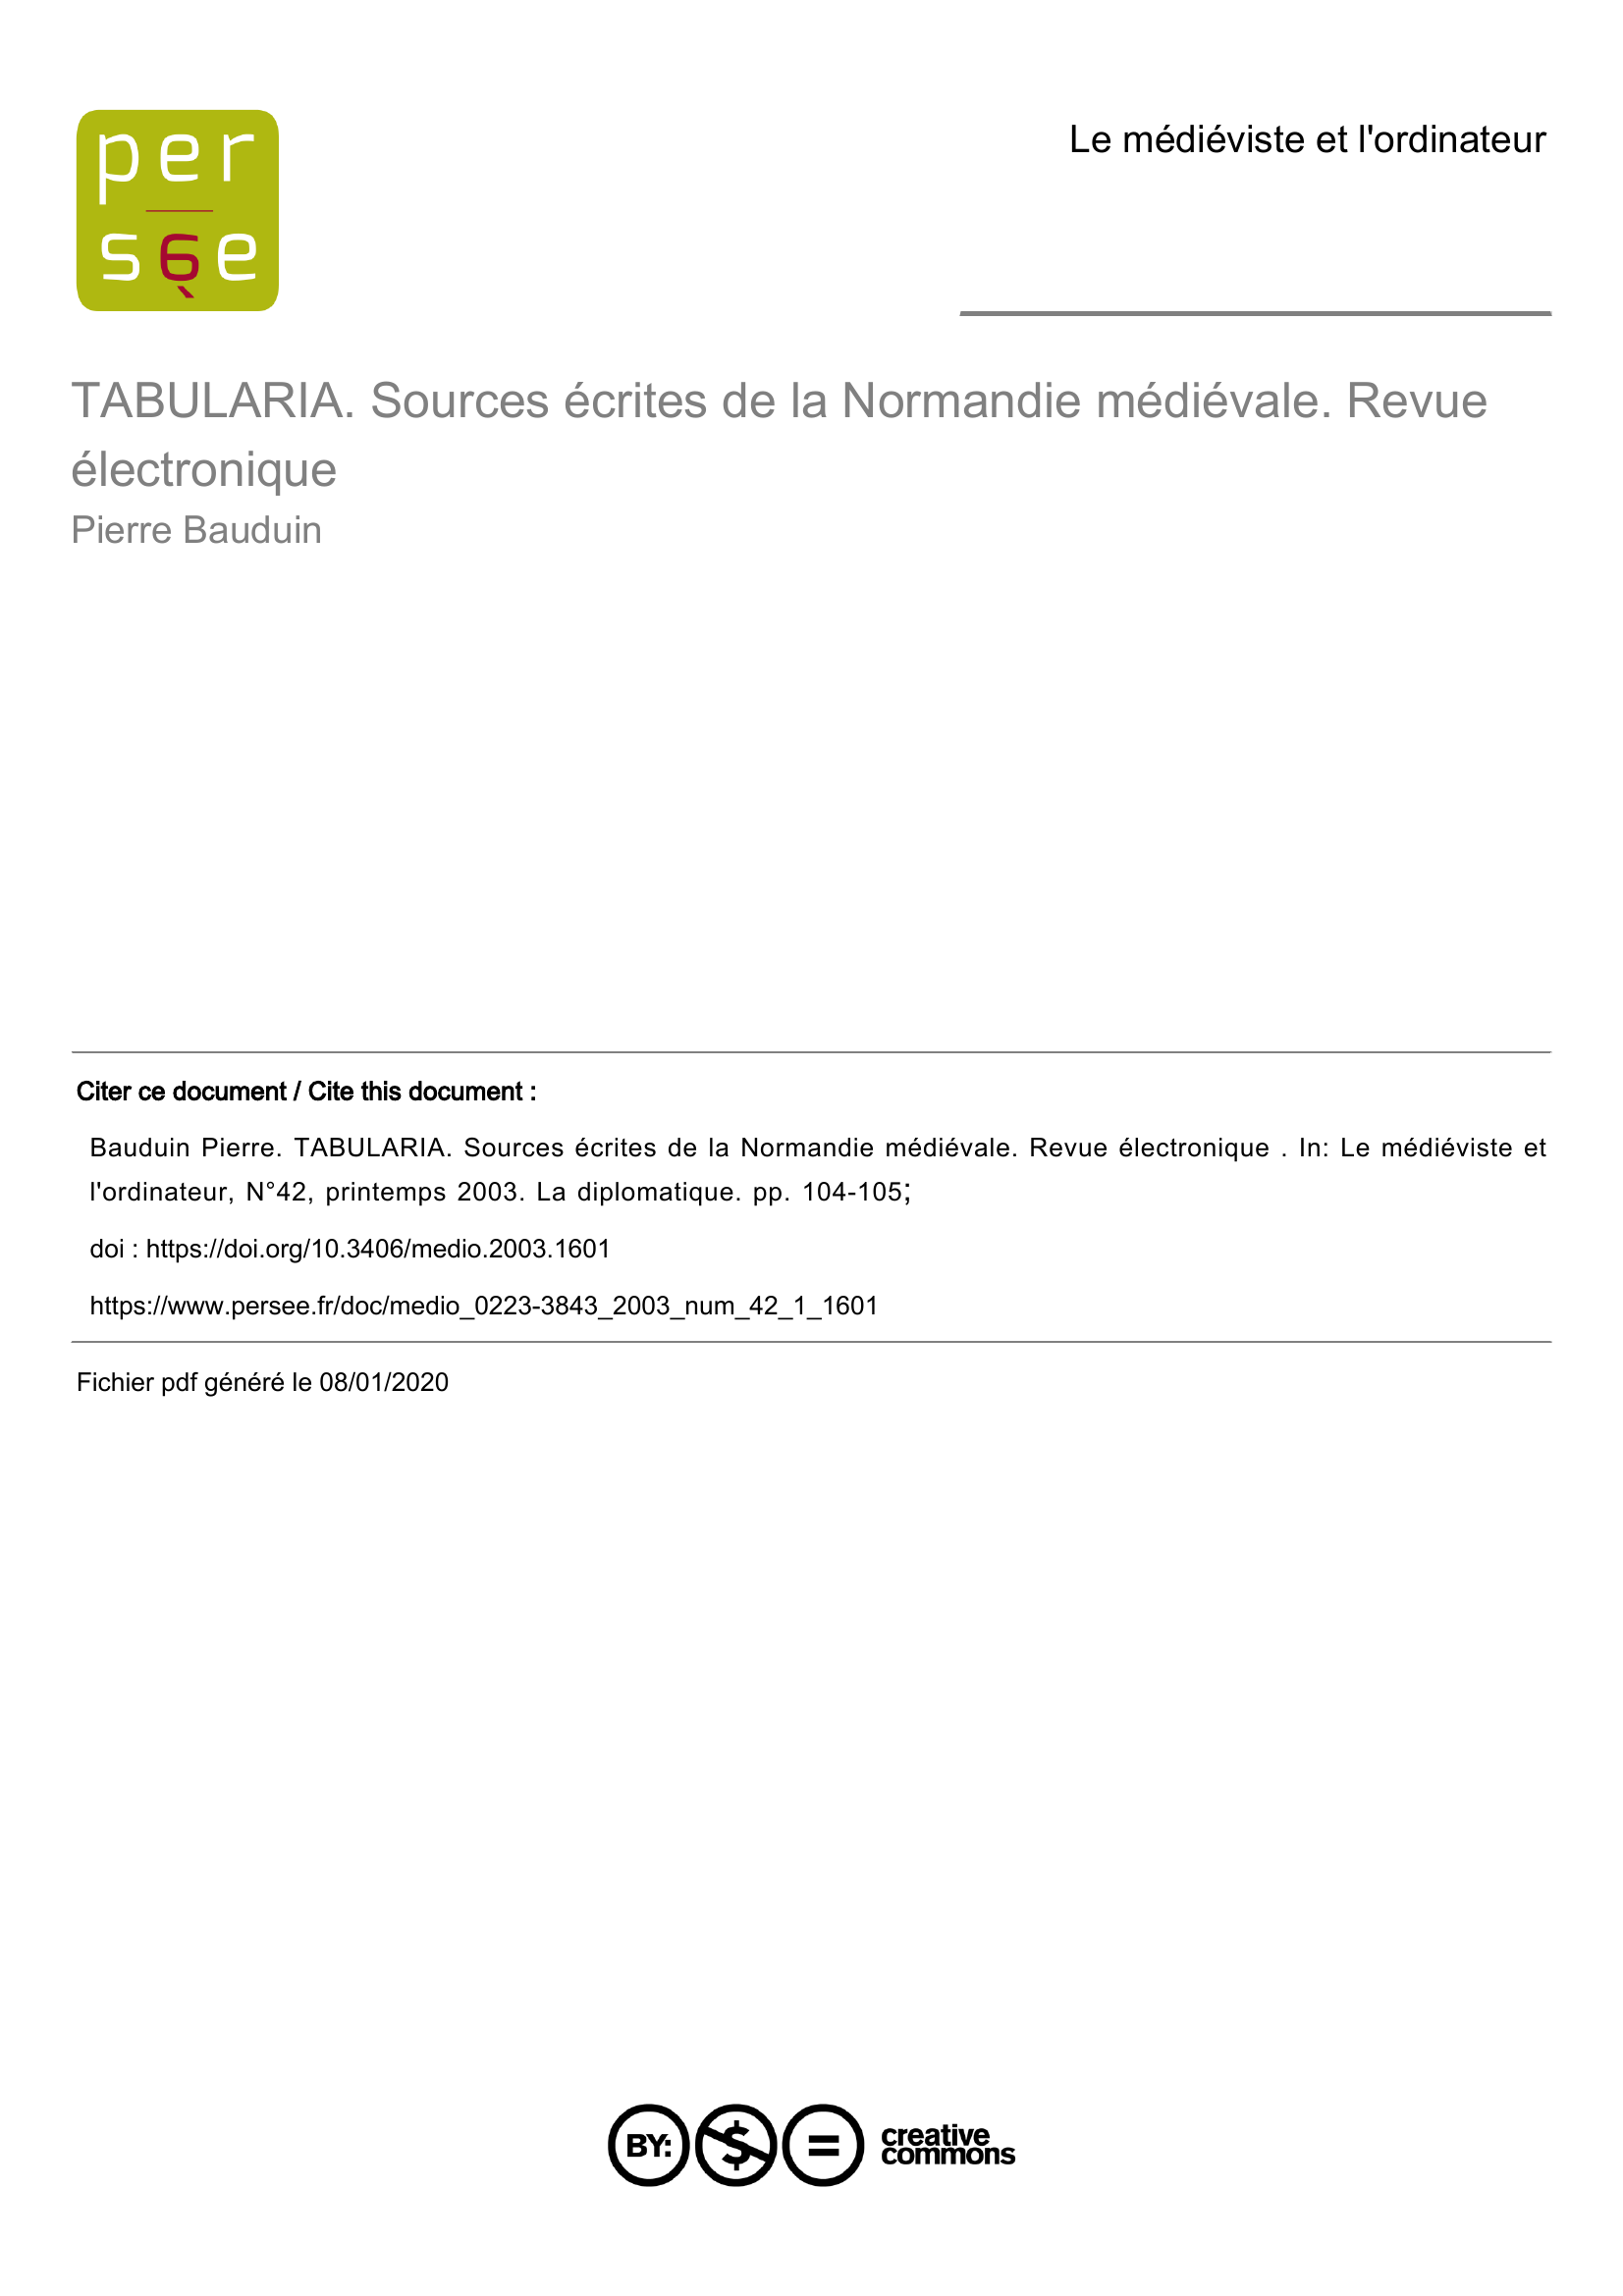 per
sée
Le médiéviste et l'ordinateur
TABULARIA. Sources écrites de la Normandie médiévale. Revue
électronique
Pierre Bauduin
Citer ce document / Cite this document :
Bauduin Pierre. TABULARIA. Sources écrites de la Normandie médiévale. Revue électronique . In: Le médiéviste et
l'ordinateur, N°42, printemps 2003. La diplomatique. pp. 104-105;
doi : https://doi.org/10.3406/medio.2003.1601
https://www.persee.fr/doc/medio_0223-3843_2003_num_42_1_1601
Fichier pdf généré le 08/01/2020
BY: $ =
creative
commons